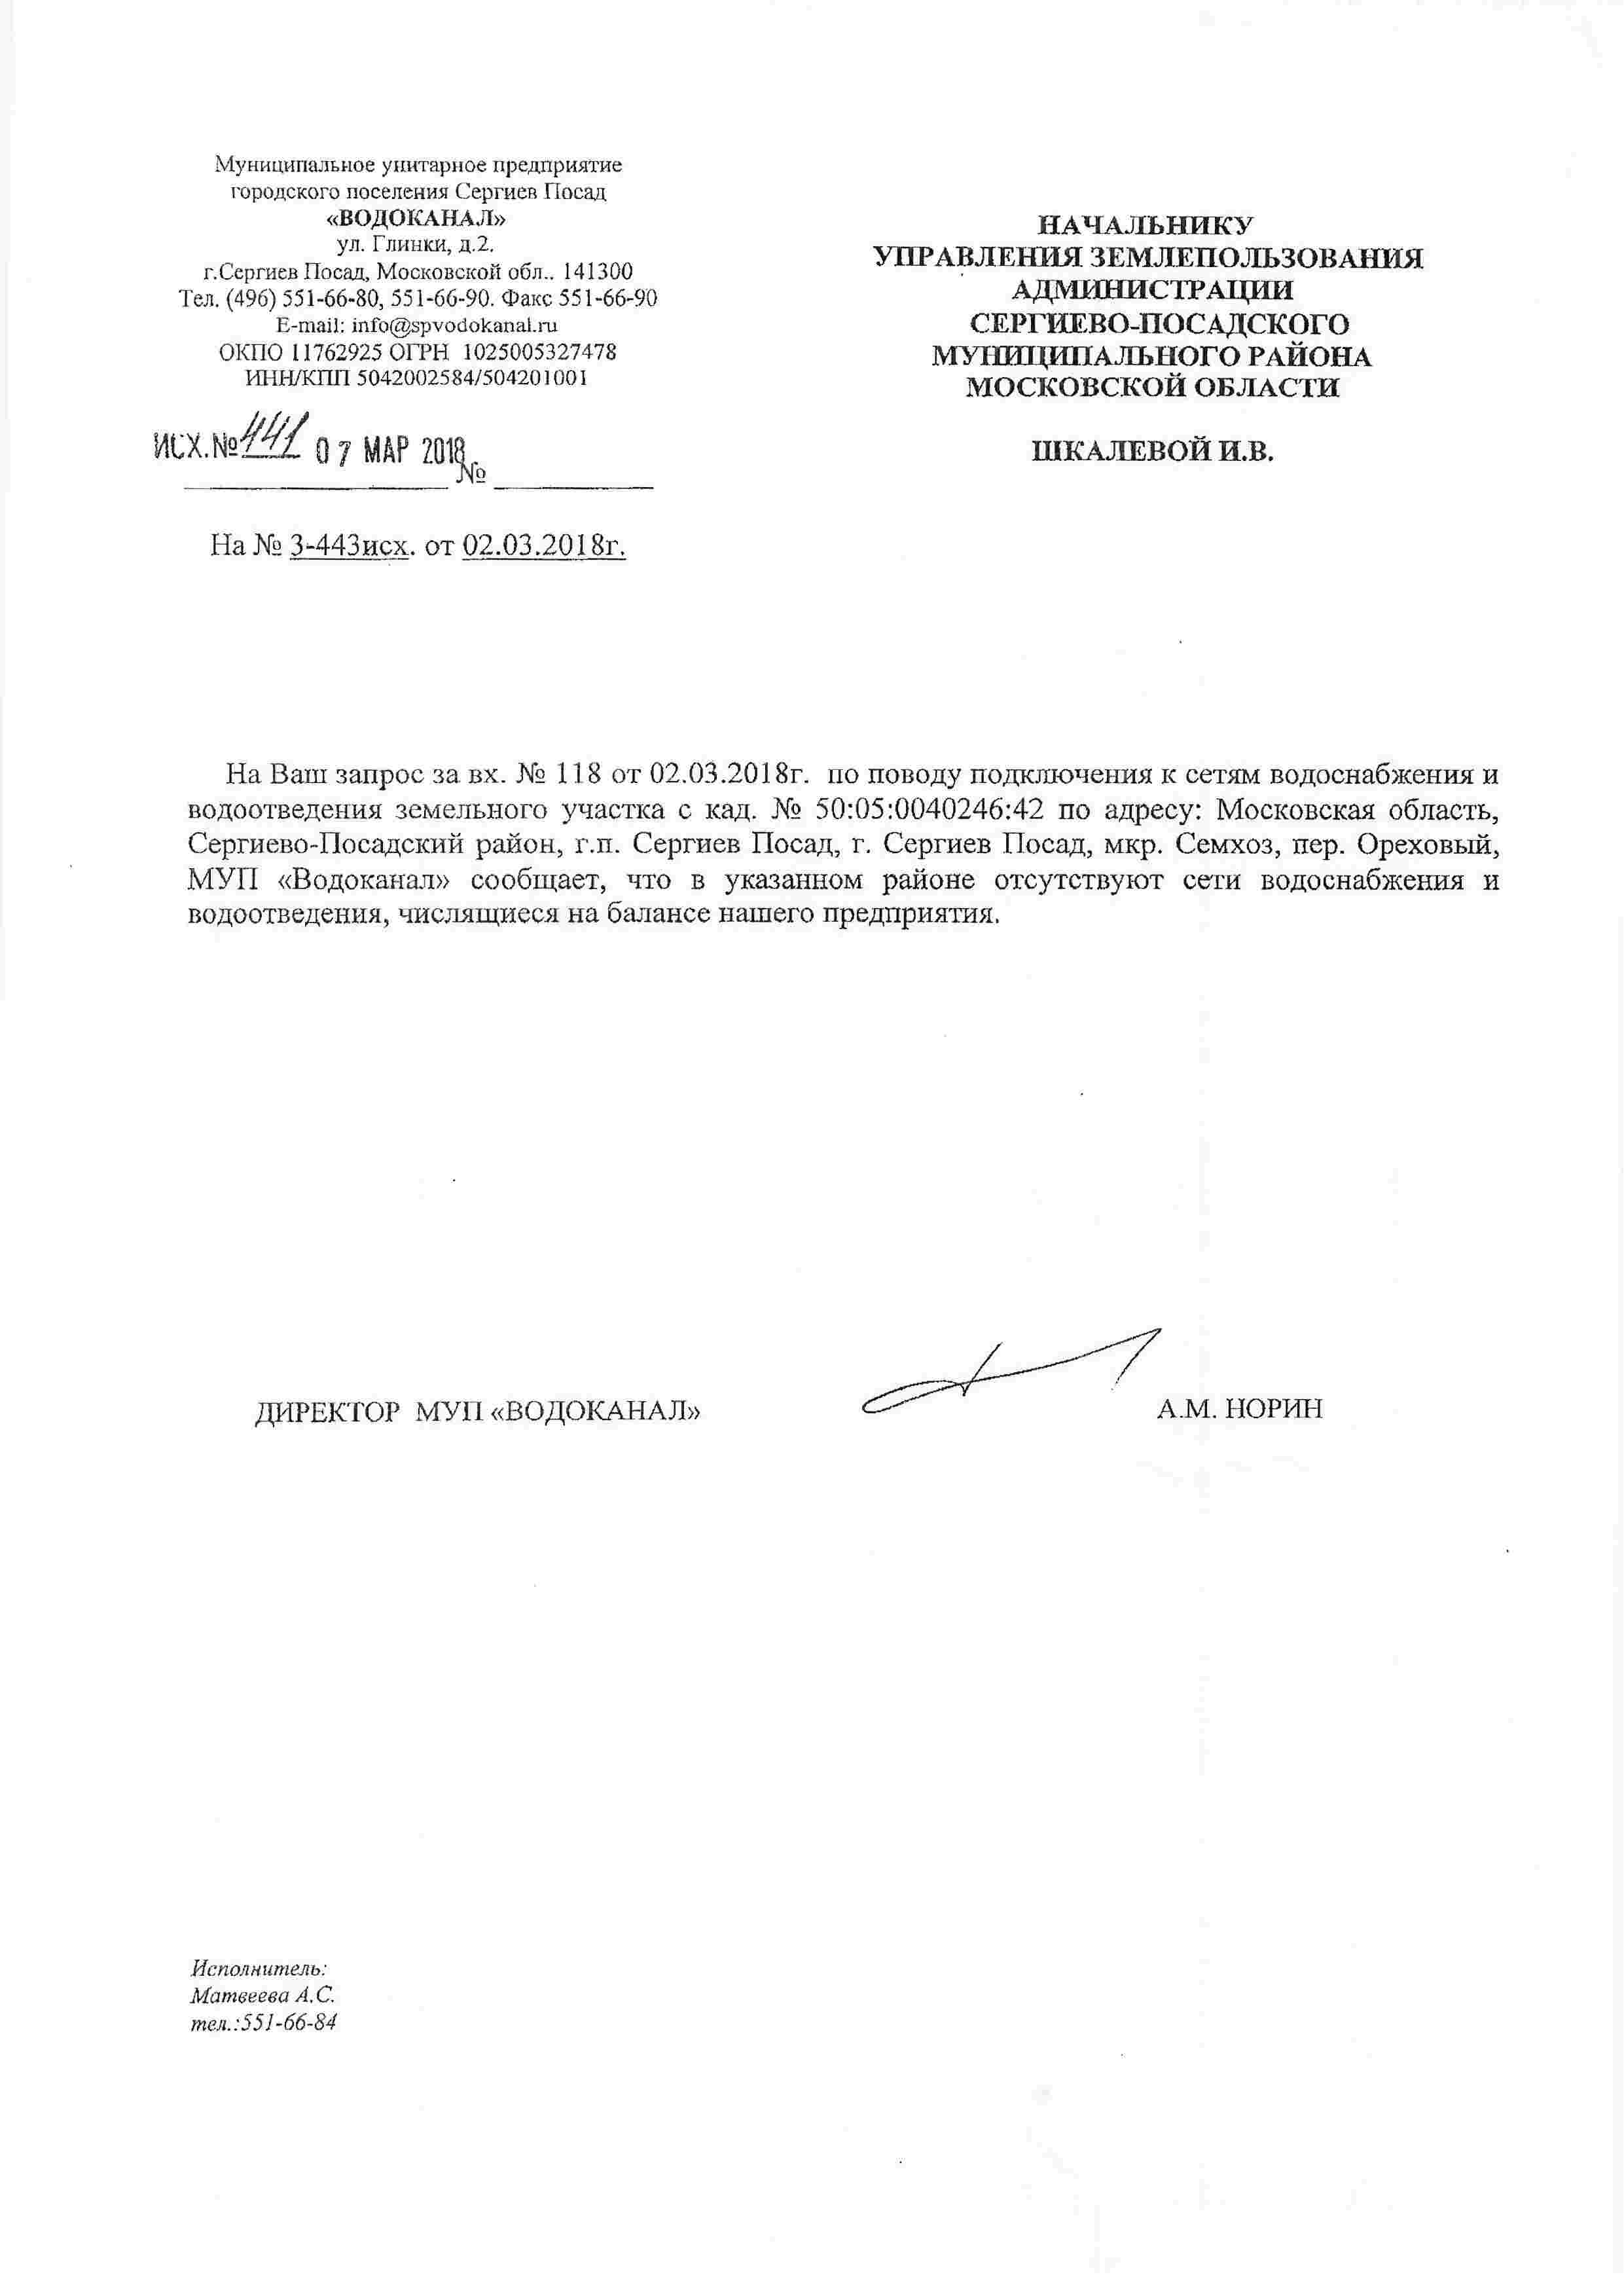 Муниципальное унитарное предприятие
городского поселения Сергиев Посад
«ВОДОКАНАЛ»
ул. Глинки, д.2.
г.Сергиев Посад, Московской обл.. 141300
Тел. (496) 551-66-80, 551-66-90. Факс 551-66-90
E-mail: info@spvodokanal.ru
ОКПО 11762925 ОГРН 1025005327478
ИНН/КПП 5042002584/504201001
ИСХ.№ 441 07 МАР 2018
№
На № 3-443исх. от 02.03.2018г.
НАЧАЛЬНИКУ
УПРАВЛЕНИЯ ЗЕМЛЕПОЛЬЗОВАНИЯ
АДМИНИСТРАЦИИ
СЕРГИЕВО-ПОСАДСКОГО
МУНИЦИПАЛЬНОГО РАЙОНА
МОСКОВСКОЙ ОБЛАСТИ
ШКАЛЕВОЙ И.В.
На Ваш запрос за вх. № 118 от 02.03.2018г. по поводу подключения к сетям водоснабжения и
водоотведения земельного участка с кад. № 50:05:0040246:42 по адресу: Московская область,
Сергиево-Посадский район, г.п. Сергиев Посад, г. Сергиев Посад, мкр. Семхоз, пер. Ореховый,
МУП «Водоканал» сообщает, что в указанном районе отсутствуют сети водоснабжения и
водоотведения, числящиеся на балансе нашего предприятия.
ДИРЕКТОР МУП «ВОДОКАНАЛ» А.М. НОРИН
Исполнитель:
Матвеева А.С.
тел.:551-66-84